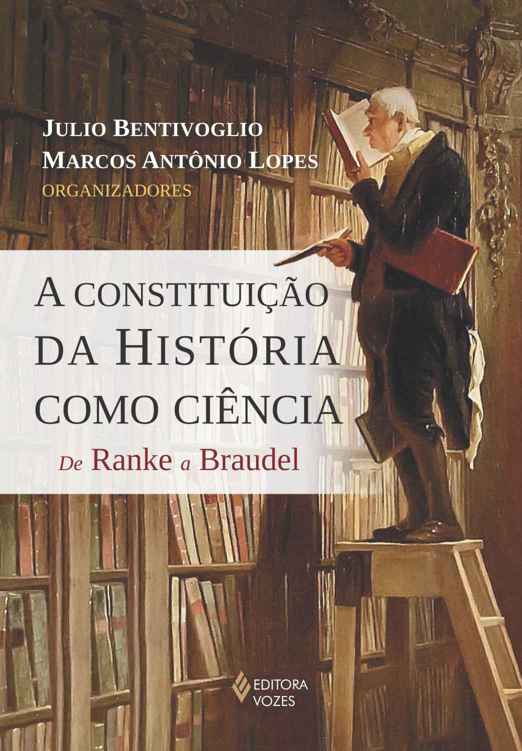 JULIO BENTIVOGLIO
MARCOS ANTÔNIO LOPES
ORGANIZADORES
A CONSTITUIÇÃO
DA HISTÓRIA
COMO CIÊNCIA
De Ranke a Braudel
EDITORA
VOZES